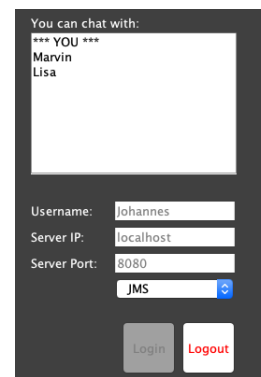 You can chat with:
*** YOU ***
Marvin
Lisa
Username: Johannes
Server IP: localhost
Server Port: 8080
JMS
Login Logout